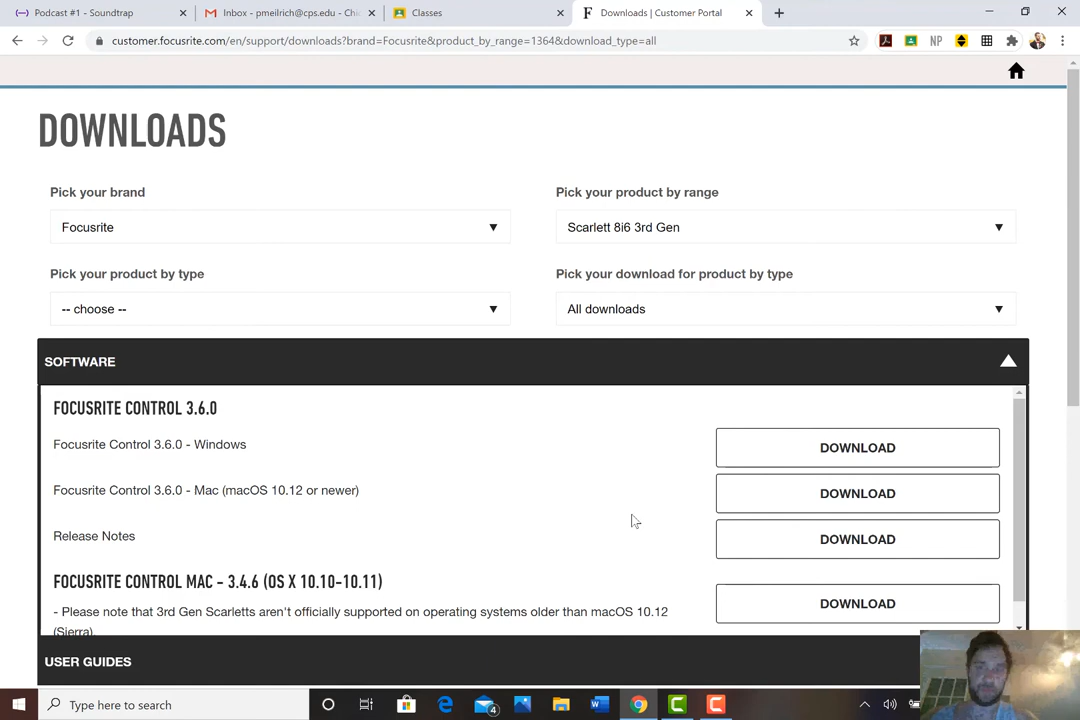 Podcast #1 - Soundtrap
Inbox - pmeilrich@cps.edu - Chi
Classes
Downloads | Customer Portal
customer.focusrite.com/en/support/downloads?brand=Focusrite&product_by_range=1364&download_type=all
NP
DOWNLOADS
Pick your brand
Pick your product by range
Focusrite
Scarlett 8i6 3rd Gen
Pick your product by type
Pick your download for product by type
-- choose --
All downloads
SOFTWARE
FOCUSRITE CONTROL 3.6.0
Focusrite Control 3.6.0 - Windows
DOWNLOAD
Focusrite Control 3.6.0 - Mac (macOS 10.12 or newer)
DOWNLOAD
Release Notes
DOWNLOAD
FOCUSRITE CONTROL MAC - 3.4.6 (OS X 10.10-10.11)
- Please note that 3rd Gen Scarletts aren't officially supported on operating systems older than macOS 10.12
(Sierra).
DOWNLOAD
USER GUIDES
Type here to search
4